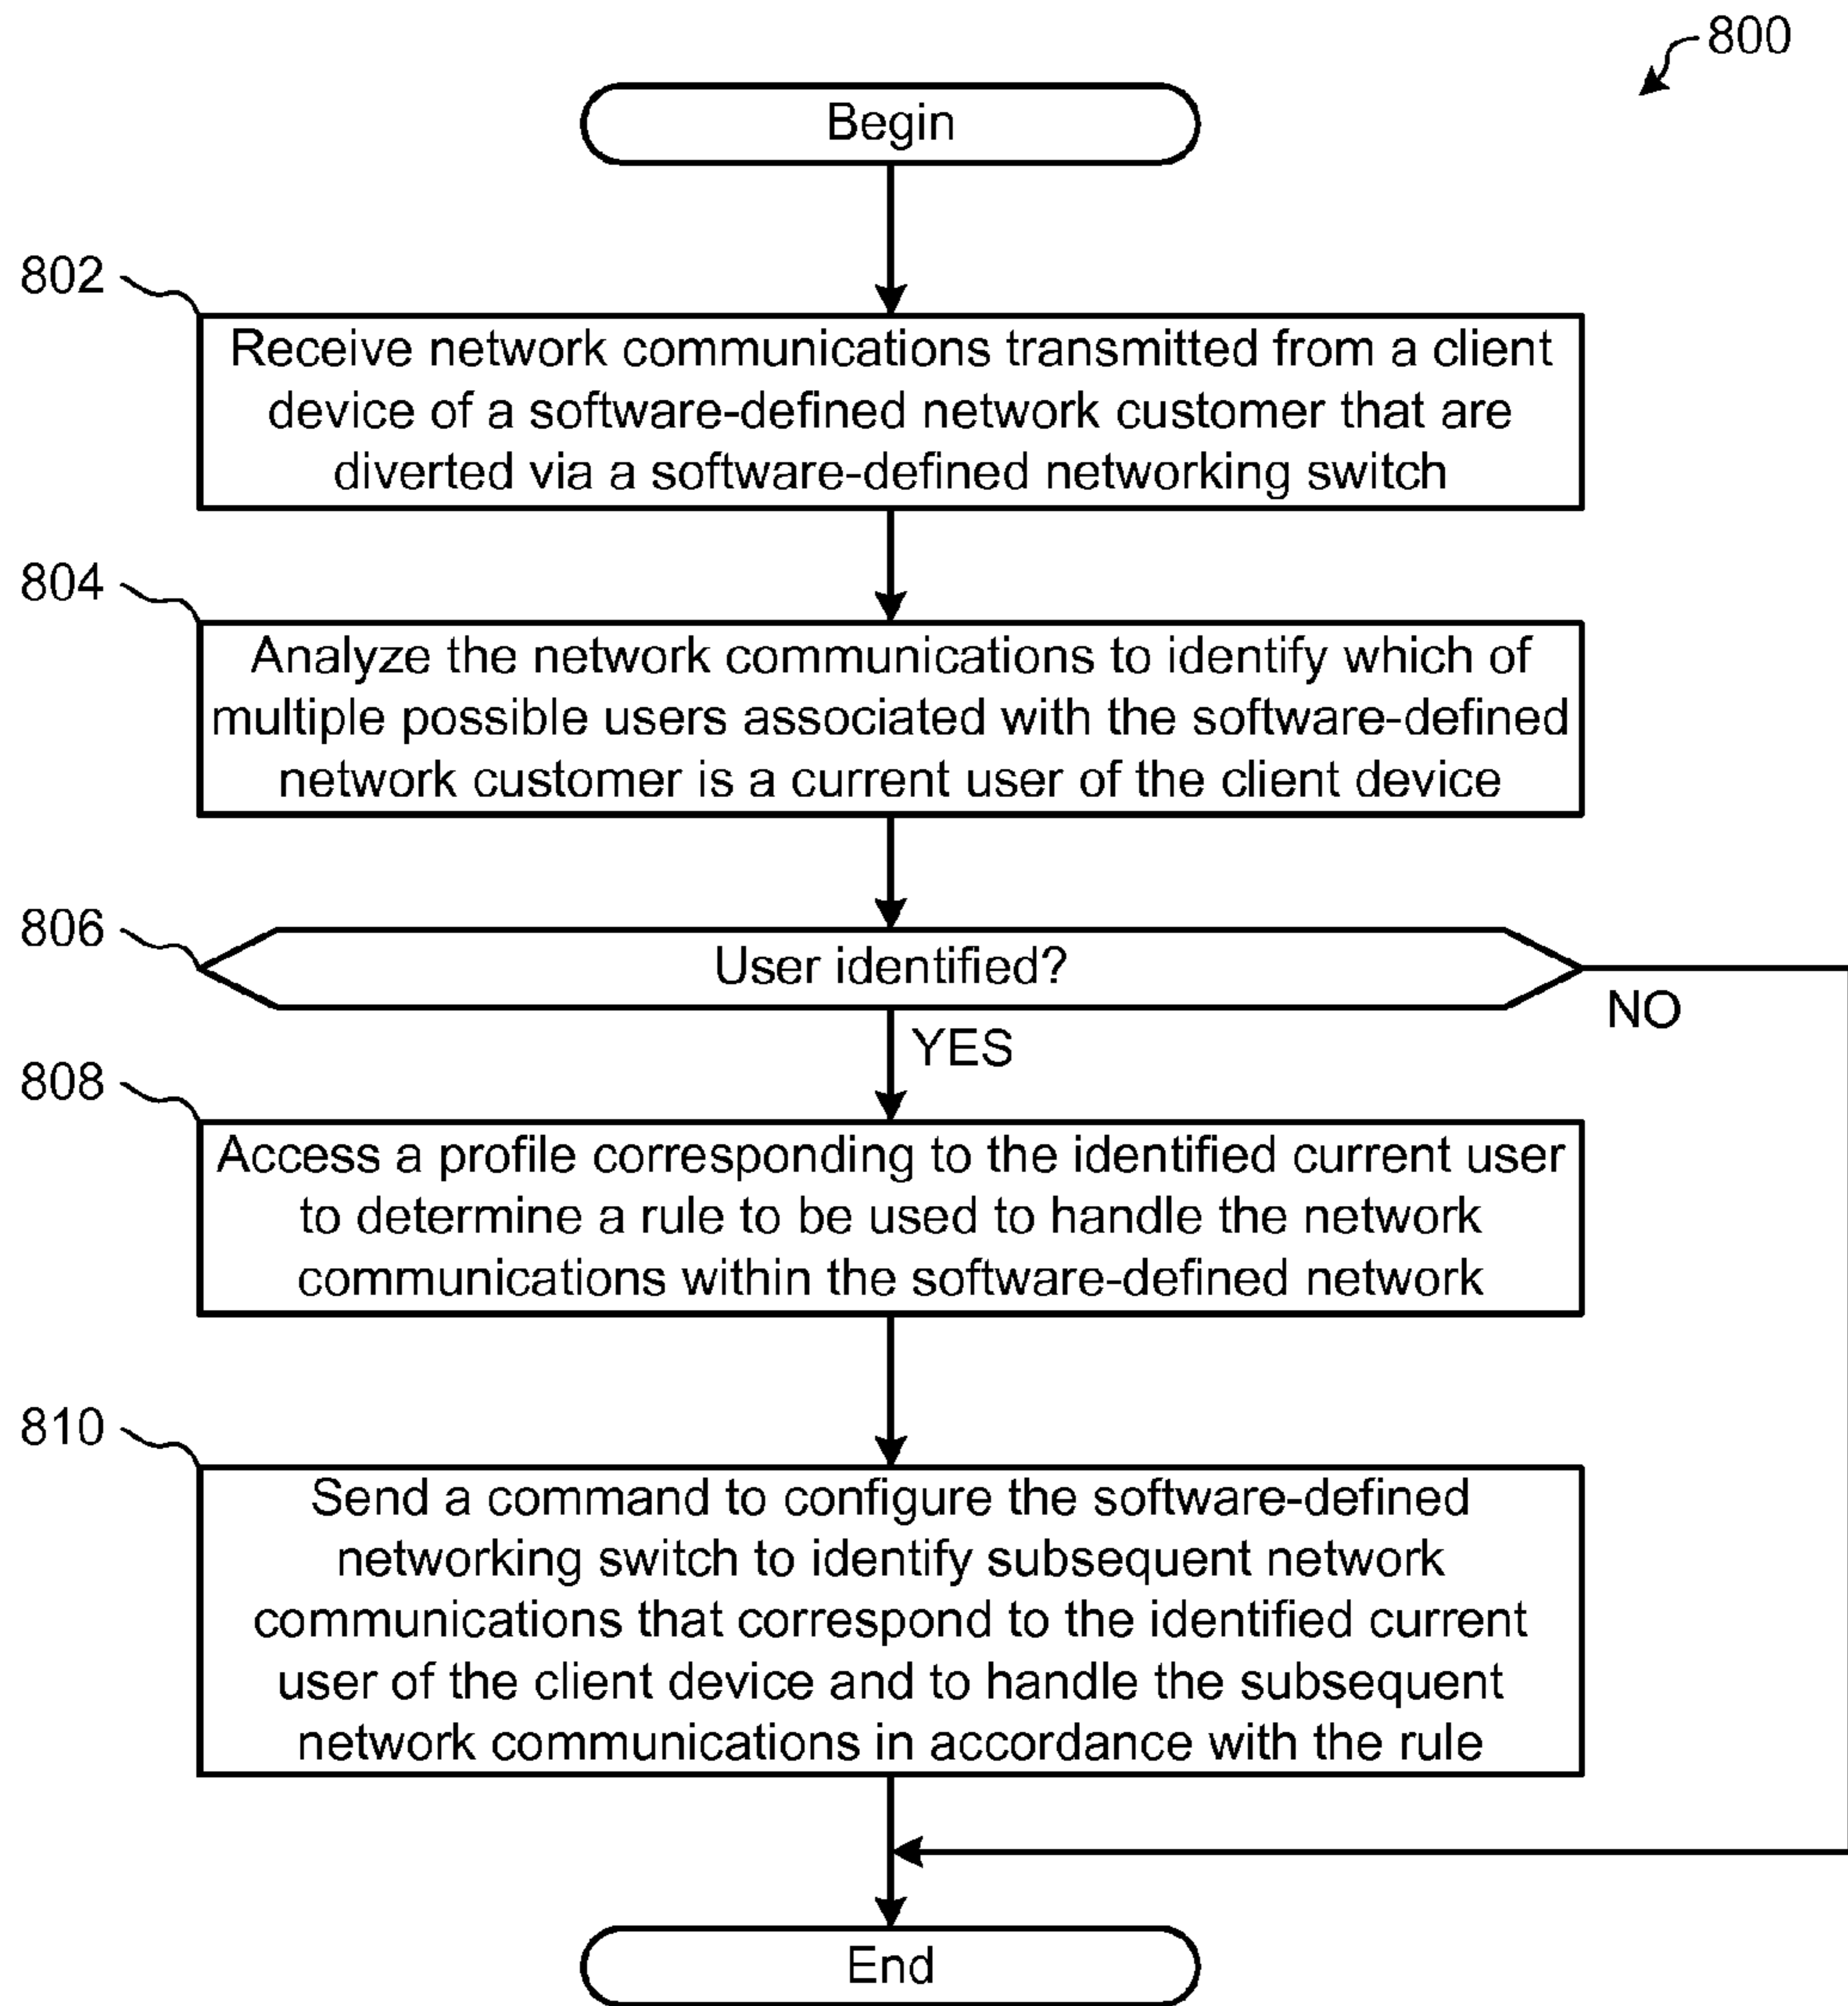 800
Begin
802
Receive network communications transmitted from a client
device of a software-defined network customer that are
diverted via a software-defined networking switch
804
Analyze the network communications to identify which of
multiple possible users associated with the software-defined
network customer is a current user of the client device
806
User identified?
NO
YES
808
Access a profile corresponding to the identified current user
to determine a rule to be used to handle the network
communications within the software-defined network
810
Send a command to configure the software-defined
networking switch to identify subsequent network
communications that correspond to the identified current
user of the client device and to handle the subsequent
network communications in accordance with the rule
End